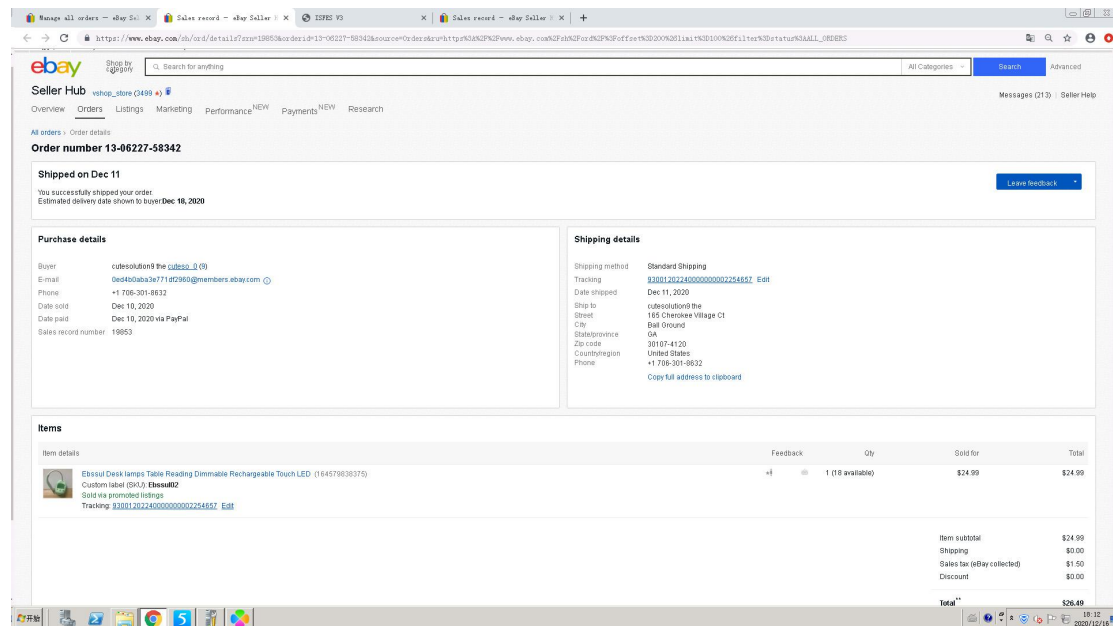 Manage all orders — eBay Sel
Sales record — eBay Seller
ISFES V3
Sales record — eBay Seller
https://www.ebay.com/sh/ord/details?srn=19853&orderid=13-06227-58342&source=Orders&ru=https%3A%2F%2Fwww.ebay.com%2Fsh%2Ford%2F%3Foffset%3D200%26limit%3D100%26filter%3Dstatus%3AALL_ORDERS
ebay
Shop by category
Search for anything
All Categories
Search
Advanced
Seller Hub
vshop_store (3499)
Messages (213)
Seller Help
Overview Orders Listings Marketing Performance NEW Payments NEW Research
All orders > Order details
Order number 13-06227-58342
Shipped on Dec 11
You successfully shipped your order.
Estimated delivery date shown to buyer:Dec 18, 2020
Leave feedback
Purchase details
Buyer cutesolution9 the cuteso_0 (9)
E-mail 0ed4b0aba3e771df2960@members.ebay.com
Phone +1 706-301-8632
Date sold Dec 10, 2020
Date paid Dec 10, 2020 via PayPal
Sales record number 19853
Shipping details
Shipping method Standard Shipping
Tracking 93001202240000000002254657 Edit
Date shipped Dec 11, 2020
Ship to cutesolution9 the
Street 165 Cherokee Village Ct
City Ball Ground
State/province GA
Zip code 30107-4120
Country/region United States
Phone +1 706-301-8632
Copy full address to clipboard
Items
Item details Feedback Qty Sold for Total
Ebssul Desk lamps Table Reading Dimmable Rechargeable Touch LED (164579838375) 1 (18 available) $24.99 $24.99
Custom label (SKU): Ebssul02
Sold via promoted listings
Tracking: 93001202240000000002254657 Edit
Item subtotal $24.99
Shipping $0.00
Sales tax (eBay collected) $1.50
Discount $0.00
Total** $26.49
开始
18:12
2020/12/16